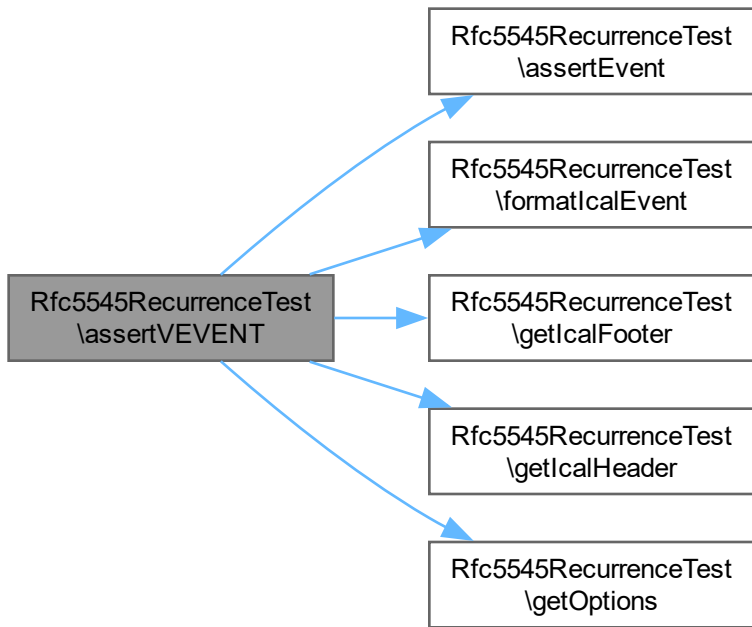 Rfc5545RecurrenceTest
\assertEvent
Rfc5545RecurrenceTest
\formatIcalEvent
Rfc5545RecurrenceTest
\assertVEVENT
Rfc5545RecurrenceTest
\getIcalFooter
Rfc5545RecurrenceTest
\getIcalHeader
Rfc5545RecurrenceTest
\getOptions